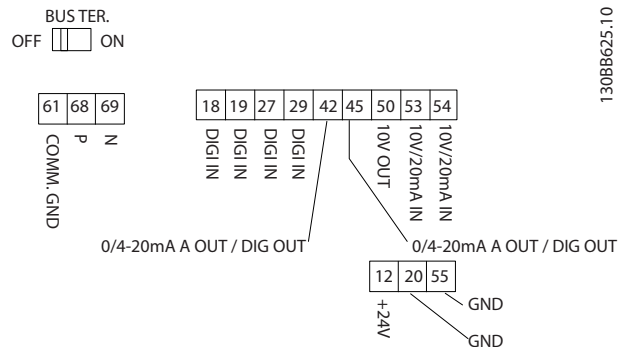 BUS TER.
OFF ON
130BB625.10
61 68 69
COMM. GND
P
N
18 19 27 29 42 45 50 53 54
DIGI IN
DIGI IN
DIGI IN
DIGI IN
10V OUT
10V/20mA IN
10V/20mA IN
0/4-20mA A OUT / DIG OUT
0/4-20mA A OUT / DIG OUT
12 20 55
+24V
GND
GND